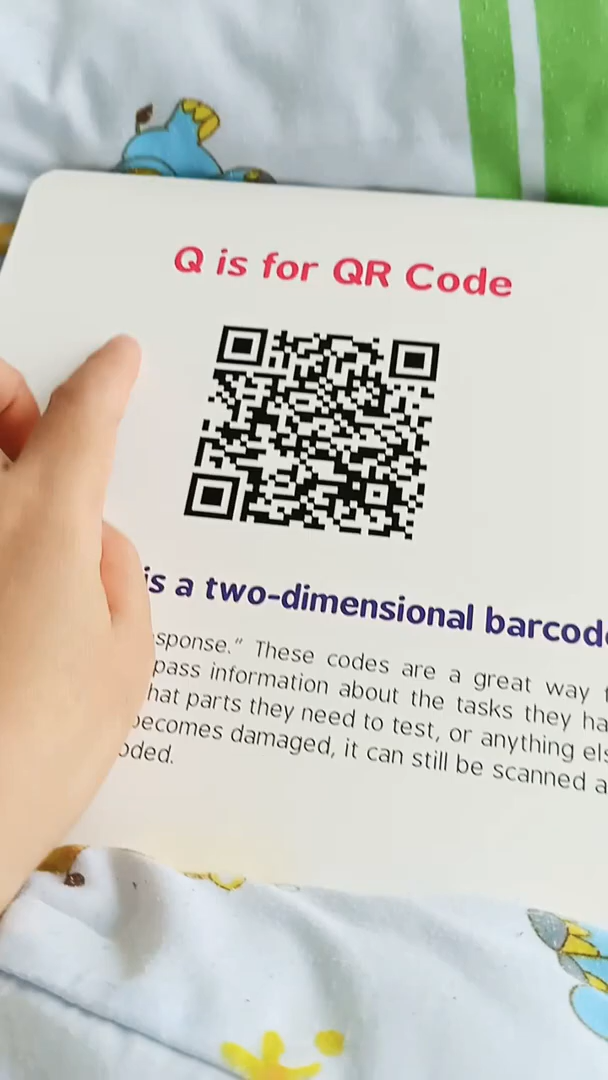 Q is for QR Code
is a two-dimensional barcode
sponse.” These codes are a great way
pass information about the tasks they ha
hat parts they need to test, or anything els
becomes damaged, it can still be scanned a
oded.